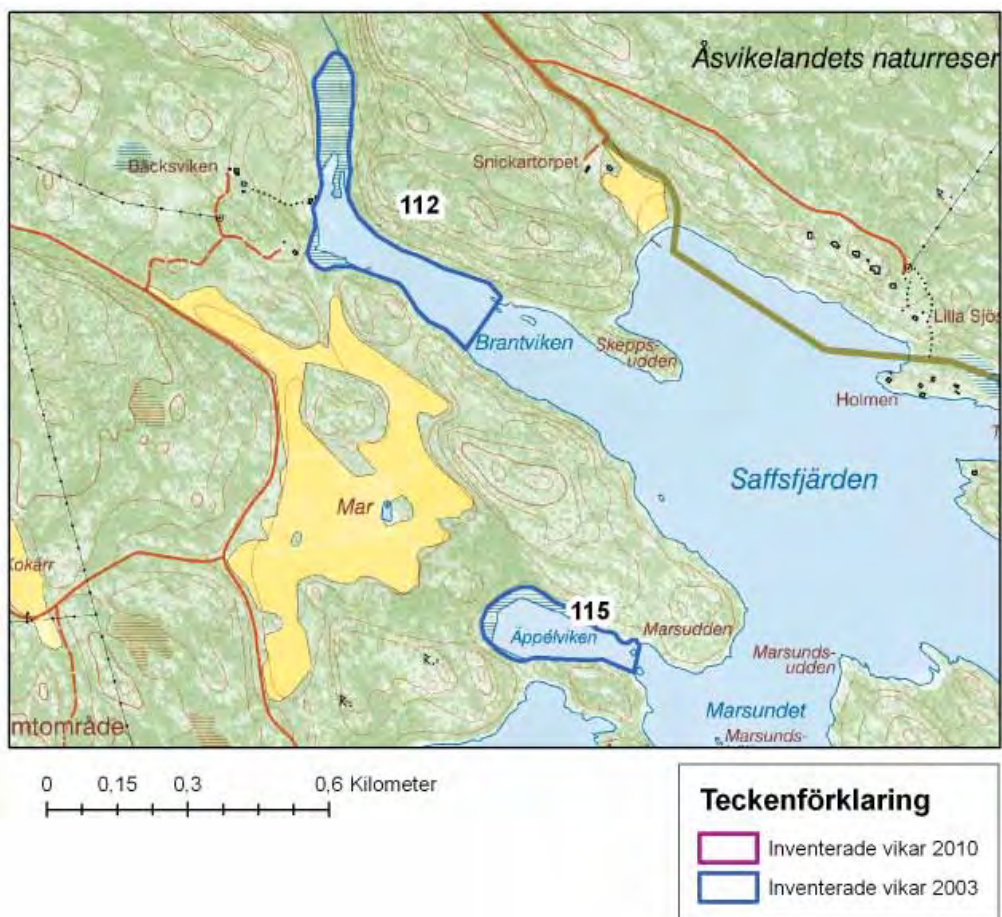 Åsvikelandets naturreser
Bäcksviken
Snickartorpet
112
Lilla Sjös
Brantviken
Skepps-
udden
Holmen
T
Saffsfjärden
Mar
Kokärr
115
Äppelviken
Marsudden
Marsunds-
udden
Marsundet
Marsunds-
mtområde
0 0,15 0,3 0,6 Kilometer
Teckenförklaring
Inventerade vikar 2010
Inventerade vikar 2003